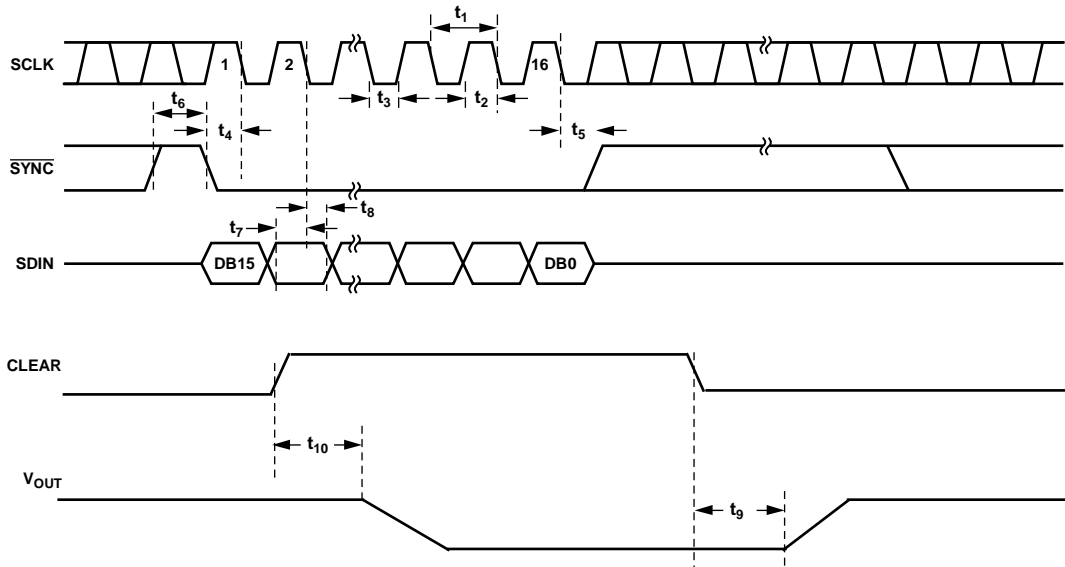 t1
SCLK
1
2
16
t3
t2
t6
t4
t5
SYNC
t8
t7
SDIN
DB15
DB0
CLEAR
t10
VOUT
t9